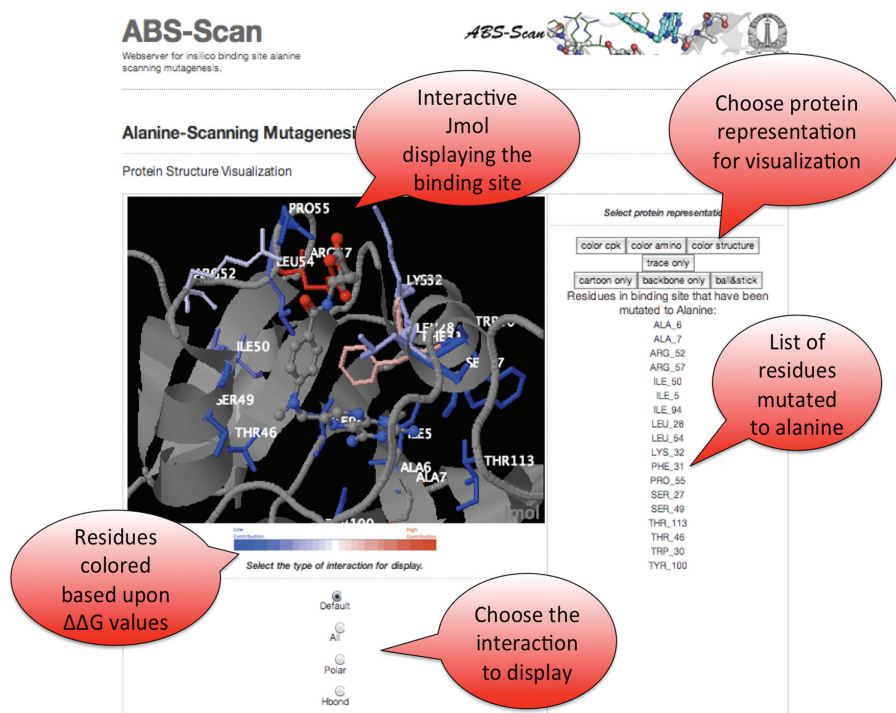 ABS-Scan
Webserver for insilico binding site alanine
scanning mutagenesis.
ABS-Scan
Interactive
Jmol
displaying the
binding site
Choose protein
representation
for visualization
Alanine-Scanning Mutagenesi
Protein Structure Visualization
Select protein representatio
color cpk
color amino
color structure
trace only
cartoon only
backbone only
ball&stick
Residues in binding site that have been
mutated to Alanine:
ALA_6
ALA_7
ARG_52
ARG_57
ILE_50
ILE_5
ILE_94
LEU_28
LEU_54
LYS_32
PHE_31
PRO_55
SER_27
SER_49
THR_113
THR_46
TRP_30
TYR_100
List of
residues
mutated
to alanine
PRO55
LEU54
LYS32
ILE50
SER49
THR46
ILE5
ALA6
ALA7
THR113
Low
Contribution
High
Contribution
Residues
colored
based upon
ΔΔG values
Select the type of interaction for display.
Default
All
Polar
Hbond
Choose the
interaction
to display